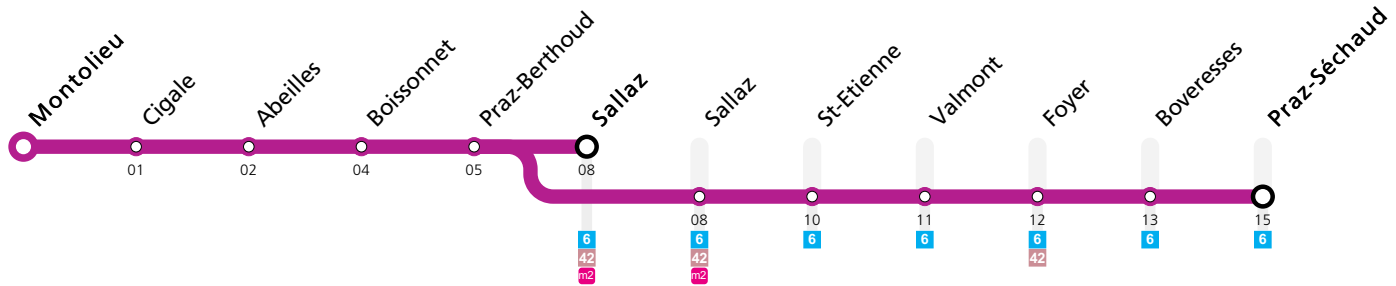 Montolieu
Cigale
Abeilles
Boissonnet
Praz-Berthoud
Sallaz
Sallaz
St-Etienne
Valmont
Foyer
Boveresses
Praz-Séchaud
01 02 04 05 08
08 10 11 12 13 15
6 6 6 6 6 6 6
42 42 42
m2 m2